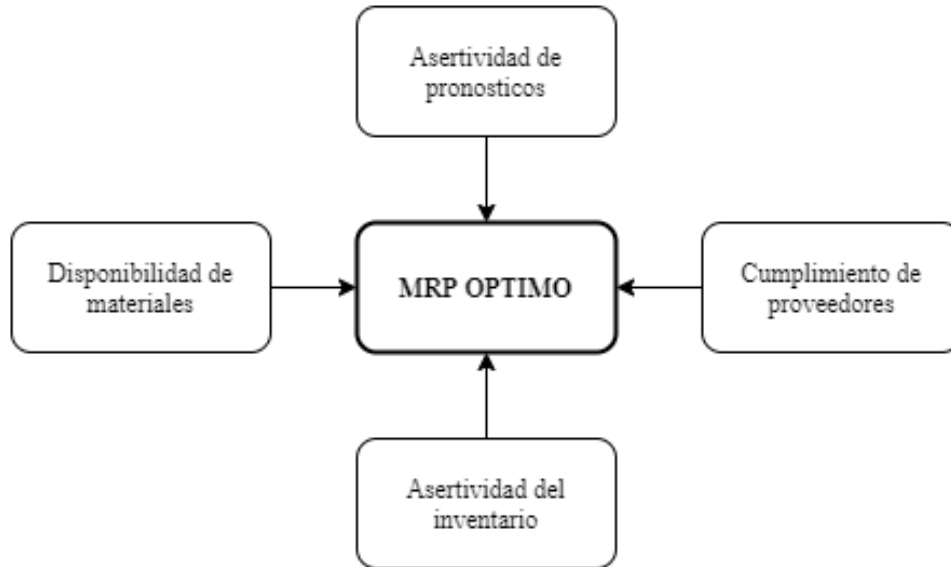 Asertividad de
pronosticos
Disponibilidad de
materiales
MRP OPTIMO
Cumplimiento de
proveedores
Asertividad del
inventario